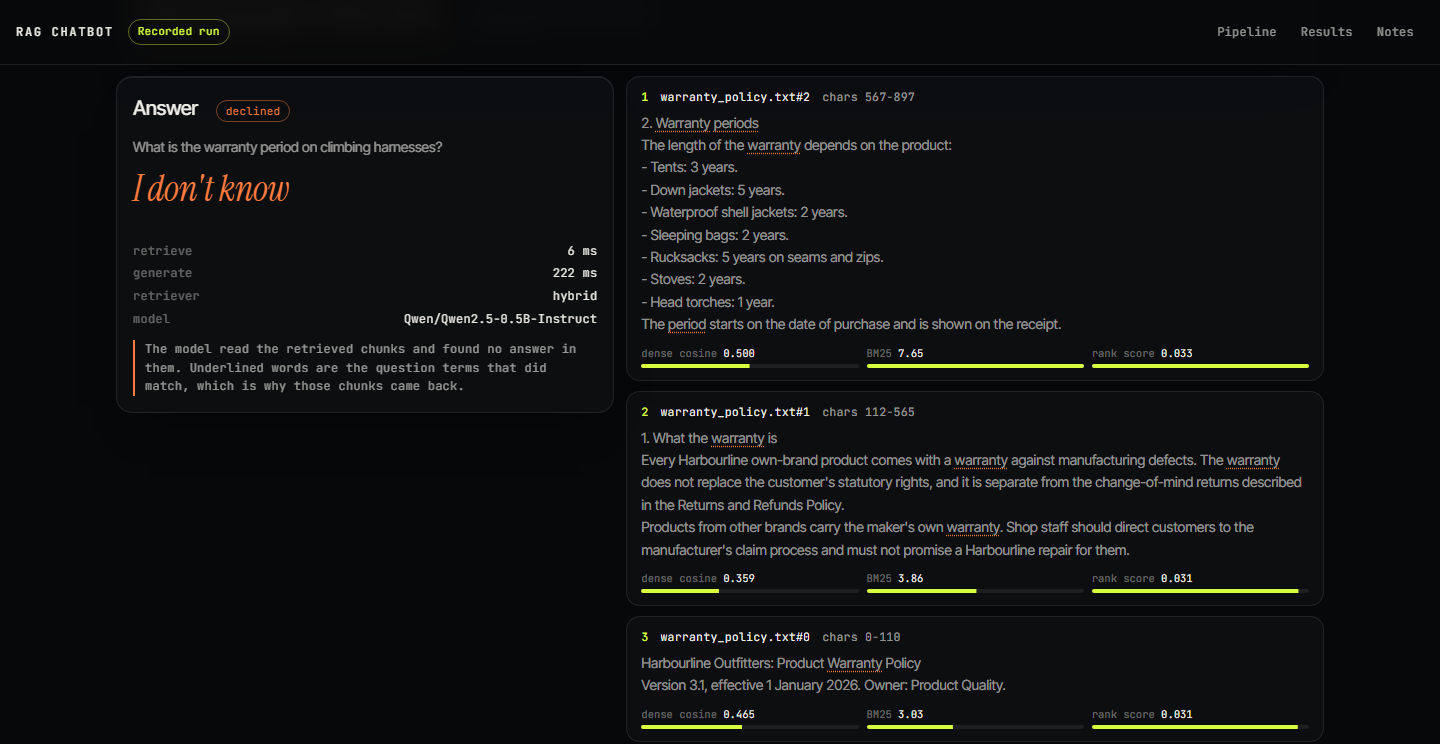 RAG CHATBOT
Recorded run
Pipeline
Results
Notes
Answer
declined
What is the warranty period on climbing harnesses?
I don't know
retrieve 6 ms
generate 222 ms
retriever hybrid
model Qwen/Qwen2.5-0.5B-Instruct
The model read the retrieved chunks and found no answer in
them. Underlined words are the question terms that did
match, which is why those chunks came back.
1 warranty_policy.txt#2 chars 567-897
2. Warranty periods
The length of the warranty depends on the product:
- Tents: 3 years.
- Down jackets: 5 years.
- Waterproof shell jackets: 2 years.
- Sleeping bags: 2 years.
- Rucksacks: 5 years on seams and zips.
- Stoves: 2 years.
- Head torches: 1 year.
The period starts on the date of purchase and is shown on the receipt.
dense cosine 0.500
BM25 7.65
rank score 0.033
2 warranty_policy.txt#1 chars 112-565
1. What the warranty is
Every Harbourline own-brand product comes with a warranty against manufacturing defects. The warranty
does not replace the customer's statutory rights, and it is separate from the change-of-mind returns described
in the Returns and Refunds Policy.
Products from other brands carry the maker's own warranty. Shop staff should direct customers to the
manufacturer's claim process and must not promise a Harbourline repair for them.
dense cosine 0.359
BM25 3.86
rank score 0.031
3 warranty_policy.txt#0 chars 0-110
Harbourline Outfitters: Product Warranty Policy
Version 3.1, effective 1 January 2026. Owner: Product Quality.
dense cosine 0.465
BM25 3.03
rank score 0.031